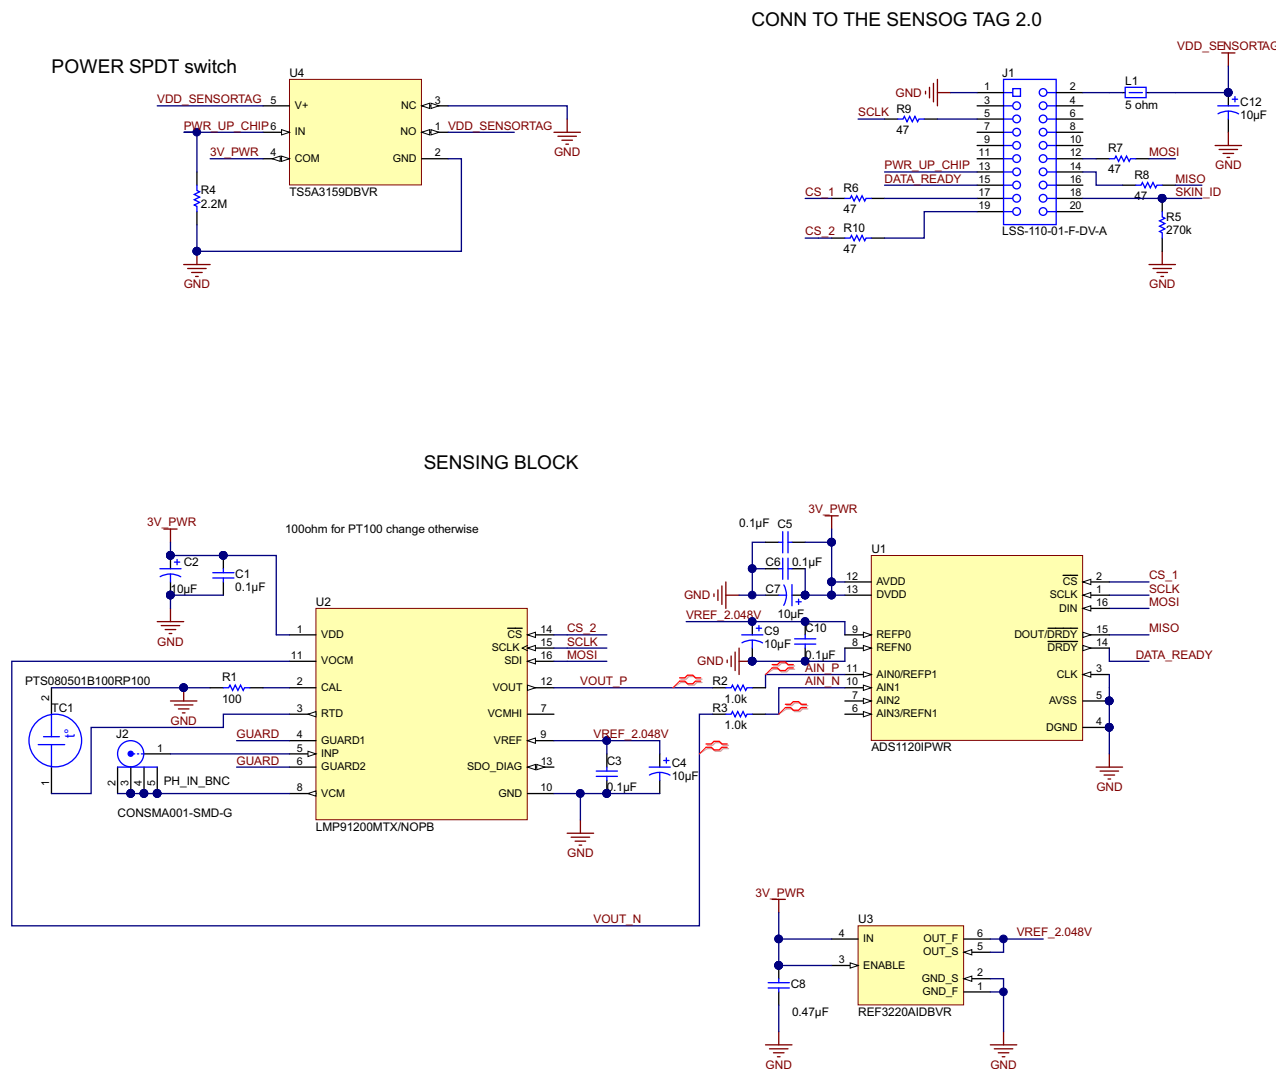 CONN TO THE SENSOG TAG 2.0
POWER SPDT switch
U4
VDD_SENSORTAG 5 V+ NC 3
PWR_UP_CHIP 6 IN NO 1 VDD_SENSORTAG
3V_PWR 4 COM GND 2
TS5A3159DBVR
GND
R4
2.2M
GND
VDD_SENSORTAG
J1
GND 1 2 L1
5 ohm
C12
10µF
GND
3 4
SCLK R9 5 6
47
7 8
9 10
11 12 R7 MOSI
47
PWR_UP_CHIP 13 14 R8 MISO
47
DATA_READY 15 16
CS_1 R6 17 18 SKIN_ID
47
19 20
CS_2 R10
47
LSS-110-01-F-DV-A
R5
270k
GND
SENSING BLOCK
3V_PWR
100ohm for PT100 change otherwise
C2
10µF
C1
0.1µF
GND
U2
1 VDD CS 14 CS_2
SCLK 15 SCLK
11 VOCM SDI 16 MOSI
PTS080501B100RP100
R1
100
2 CAL VOUT 12 VOUT_P
GND
2
TC1
t°
1
3 RTD VCMHI 7
GUARD 4 GUARD1 VREF 9 VREF_2.048V
J2
1 5 INP
GUARD 6 GUARD2 SDO_DIAG 13
2 3 4 5 PH_IN_BNC
8 VCM GND 10
CONSMA001-SMD-G
LMP91200MTX/NOPB
C3
0.1µF
C4
10µF
GND
VOUT_N
R2
1.0k
R3
1.0k
3V_PWR
0.1µF C5
C6 0.1µF
C7
10µF
GND
VREF_2.048V
C9
10µF
C10
0.1µF
GND
AIN_P
AIN_N
U1
12 AVDD CS 2 CS_1
13 DVDD SCLK 1 SCLK
DIN 16 MOSI
9 REFP0 DOUT/DRDY 15 MISO
8 REFN0 DRDY 14 DATA_READY
11 AIN0/REFP1 CLK 3
10 AIN1
7 AIN2 AVSS 5
6 AIN3/REFN1
DGND 4
ADS1120IPWR
GND
3V_PWR
U3
4 IN OUT_F 6 VREF_2.048V
OUT_S 5
3 ENABLE
GND_S 2
GND_F 1
REF3220AIDBVR
C8
0.47µF
GND
GND